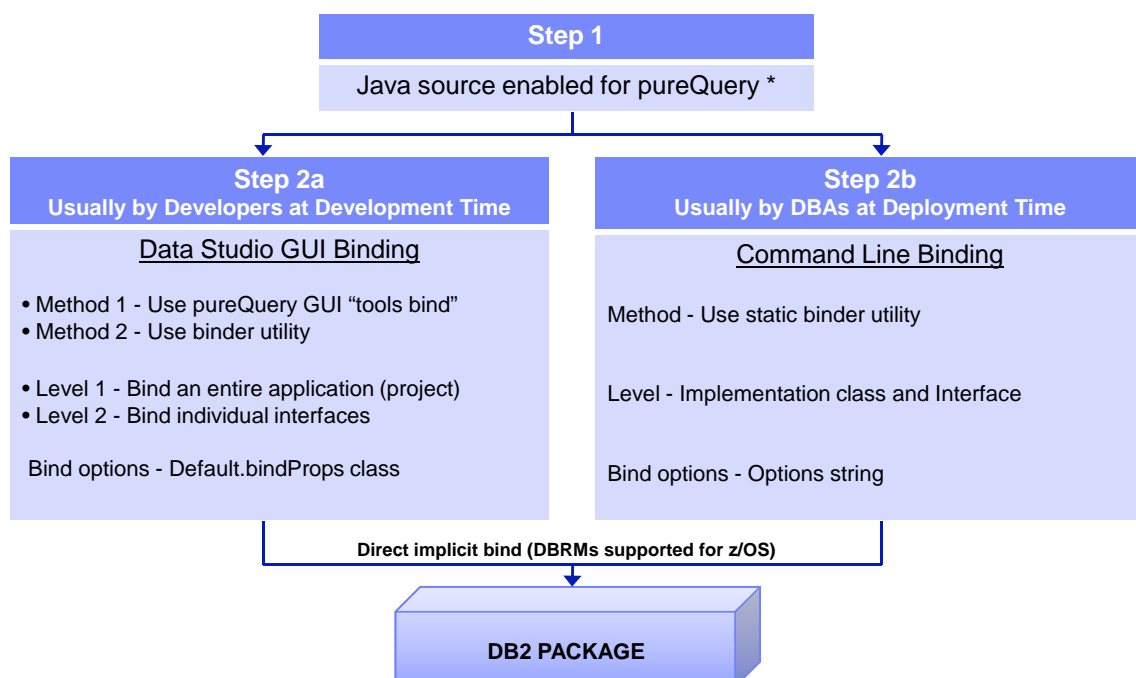 Step 1
Java source enabled for pureQuery *
Step 2a
Usually by Developers at Development Time
Data Studio GUI Binding
• Method 1 - Use pureQuery GUI “tools bind”
• Method 2 - Use binder utility
• Level 1 - Bind an entire application (project)
• Level 2 - Bind individual interfaces
Bind options - Default.bindProps class
Step 2b
Usually by DBAs at Deployment Time
Command Line Binding
Method - Use static binder utility
Level - Implementation class and Interface
Bind options - Options string
Direct implicit bind (DBRMs supported for z/OS)
DB2 PACKAGE